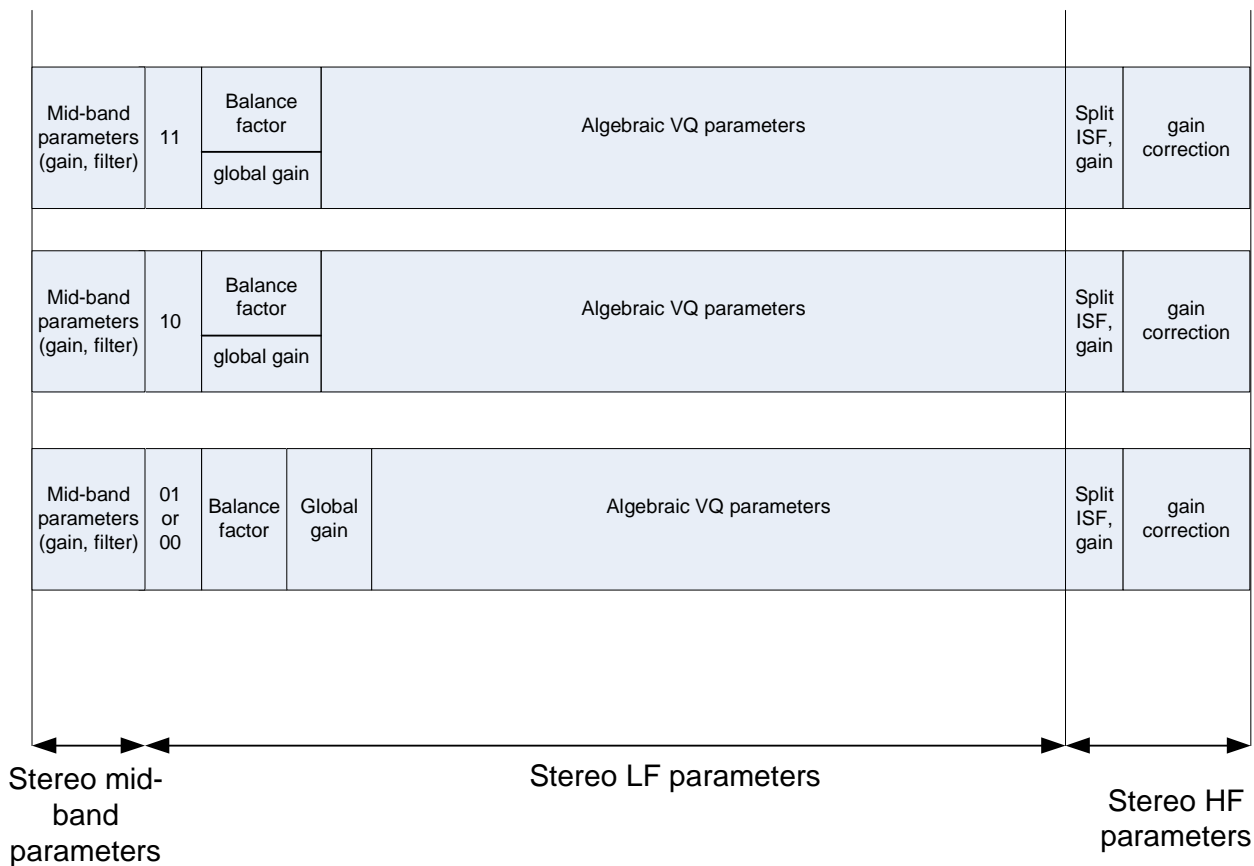 Mid-band
parameters
(gain, filter)
11
Balance
factor
global gain
Algebraic VQ parameters
Split
ISF,
gain
gain
correction
Mid-band
parameters
(gain, filter)
10
Balance
factor
global gain
Algebraic VQ parameters
Split
ISF,
gain
gain
correction
Mid-band
parameters
(gain, filter)
01
or
00
Balance
factor
Global
gain
Algebraic VQ parameters
Split
ISF,
gain
gain
correction
Stereo mid-
band
parameters
Stereo LF parameters
Stereo HF
parameters